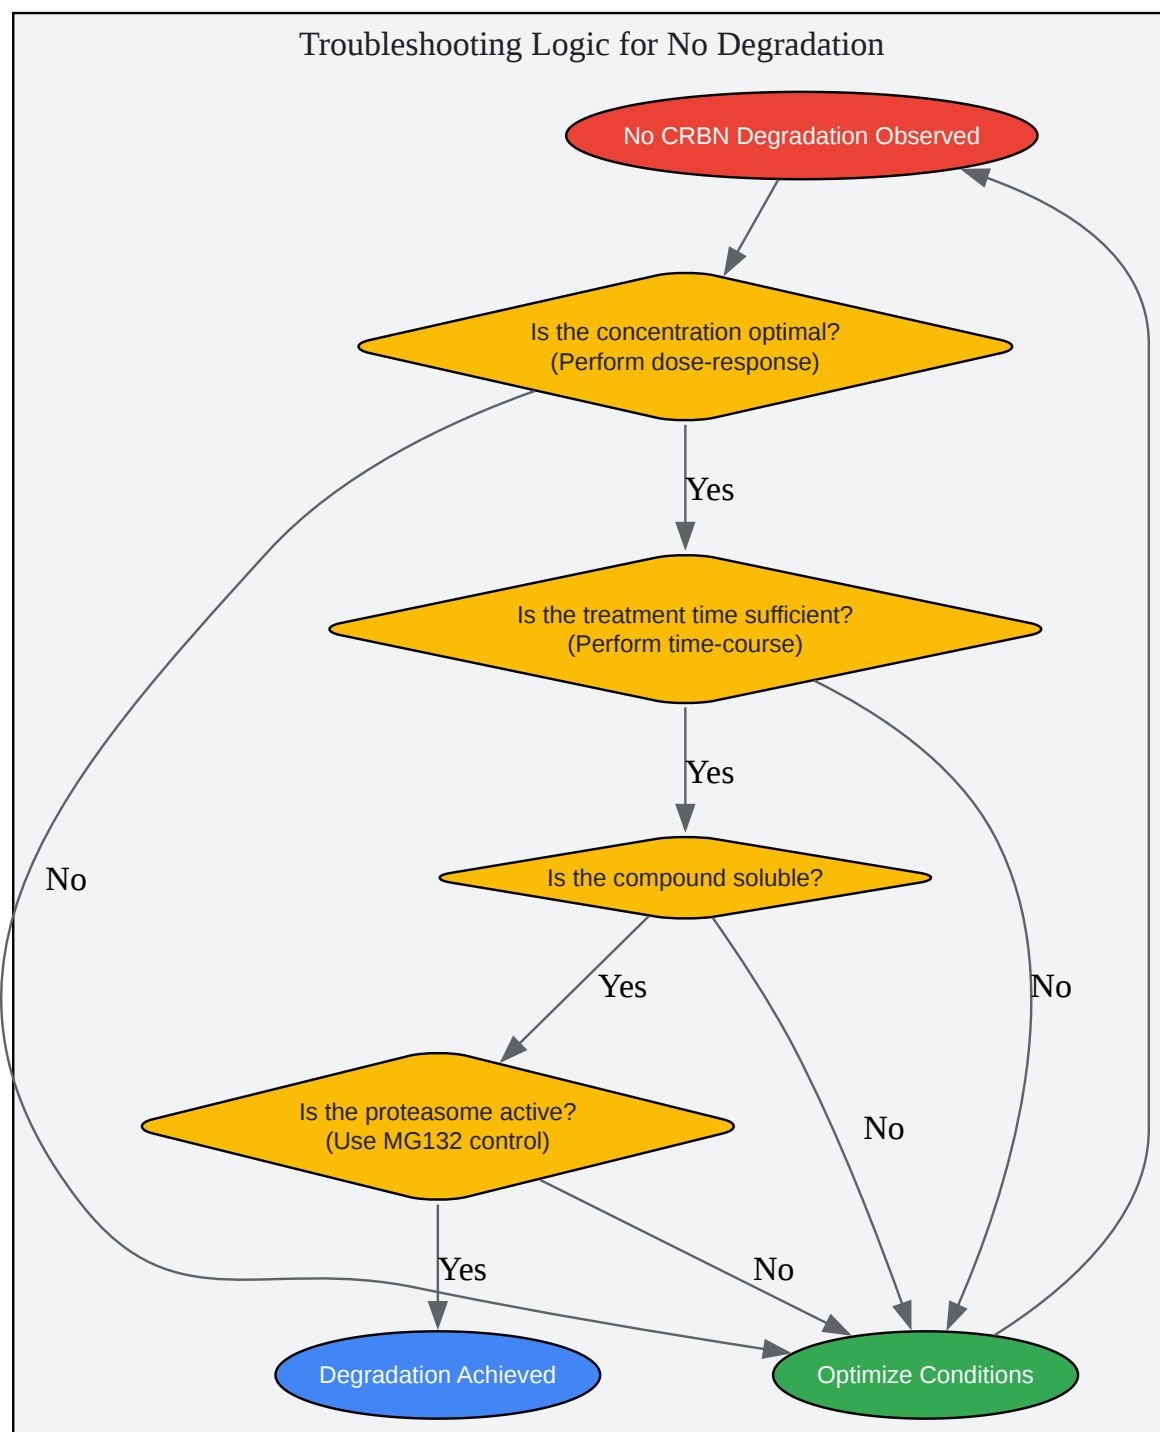 Troubleshooting Logic for No Degradation
No CRBN Degradation Observed
Is the concentration optimal?
(Perform dose-response)
Yes
Is the treatment time sufficient?
(Perform time-course)
Yes
Is the compound soluble?
No
Yes
No
Is the proteasome active?
(Use MG132 control)
No
Yes
No
Degradation Achieved
Optimize Conditions